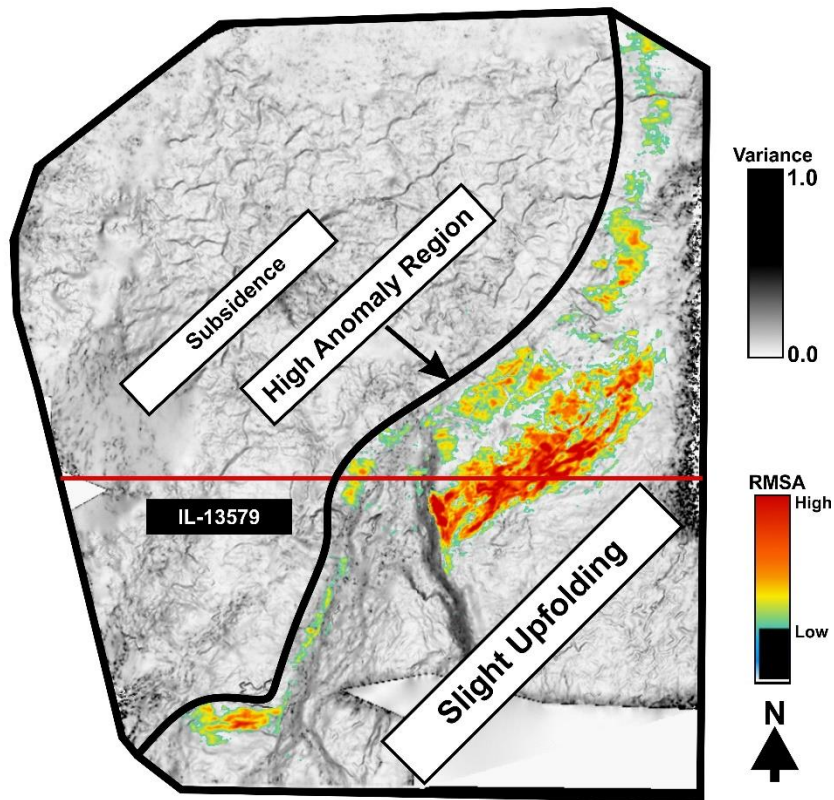 Variance
1.0
0.0
Subsidence
High Anomaly Region
IL-13579
Slight Upfolding
RMSA
High
Low
N